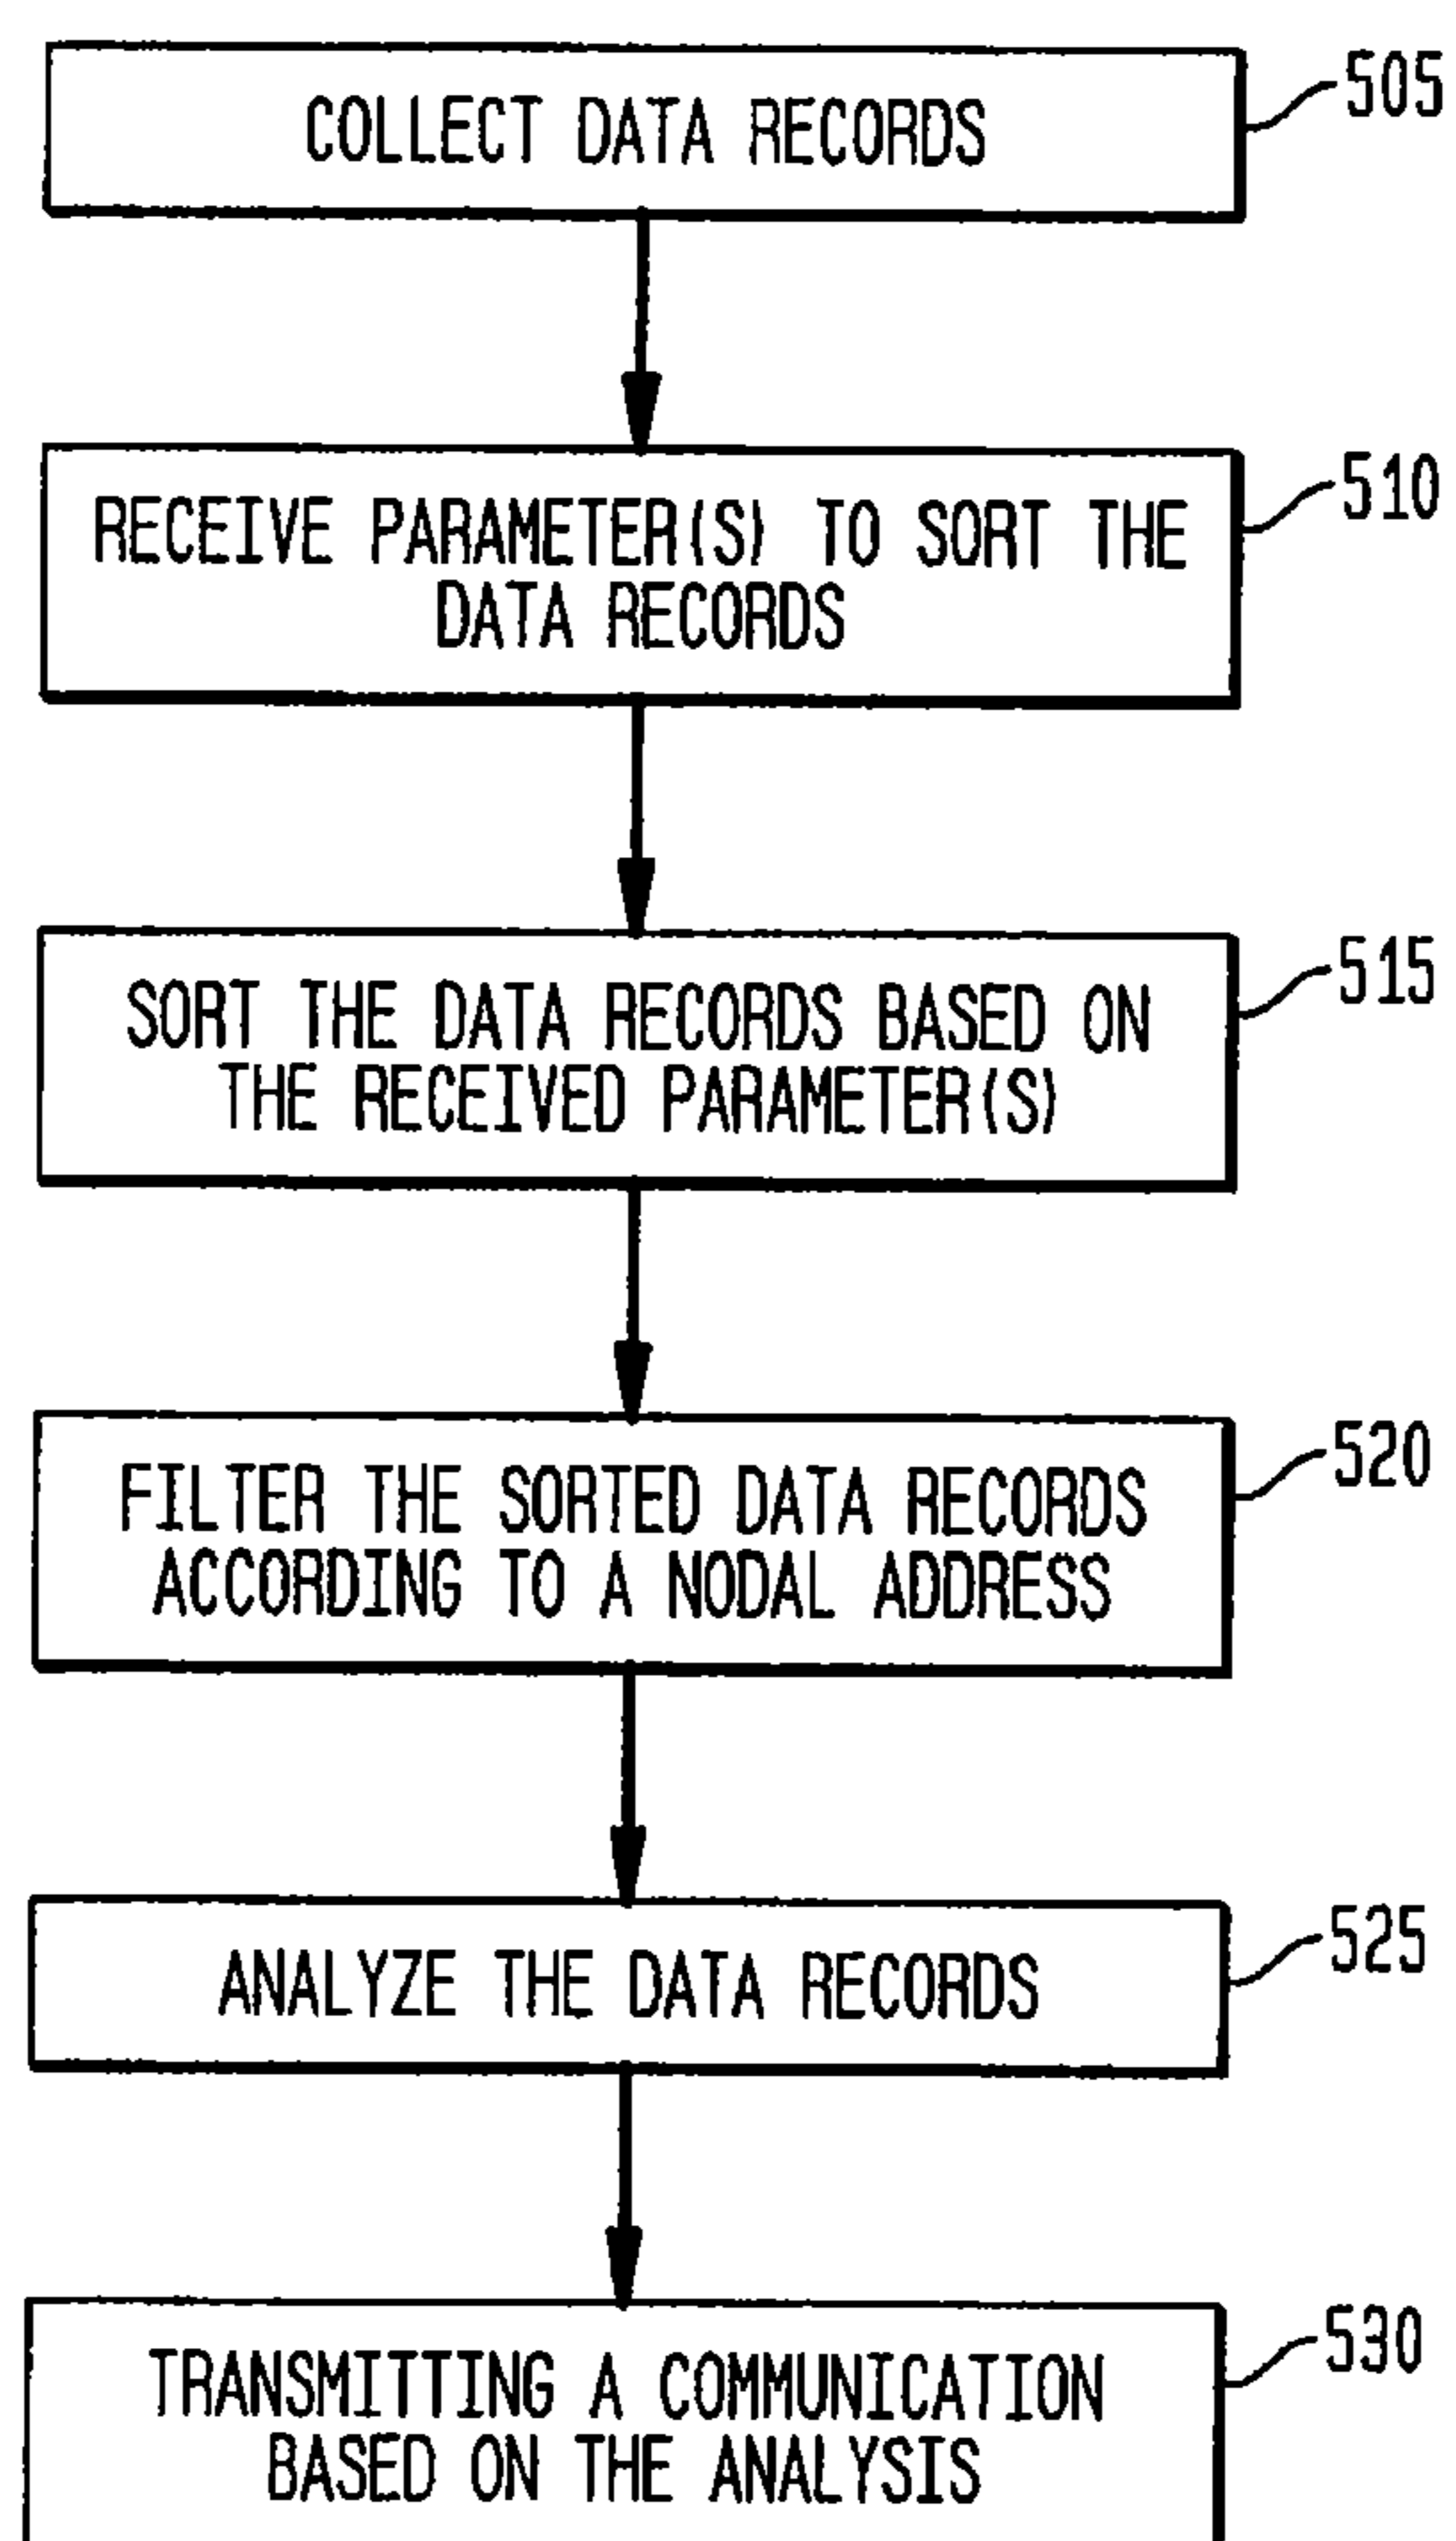 COLLECT DATA RECORDS
505
RECEIVE PARAMETER(S) TO SORT THE
DATA RECORDS
510
SORT THE DATA RECORDS BASED ON
THE RECEIVED PARAMETER(S)
515
FILTER THE SORTED DATA RECORDS
ACCORDING TO A NODAL ADDRESS
520
ANALYZE THE DATA RECORDS
525
TRANSMITTING A COMMUNICATION
BASED ON THE ANALYSIS
530